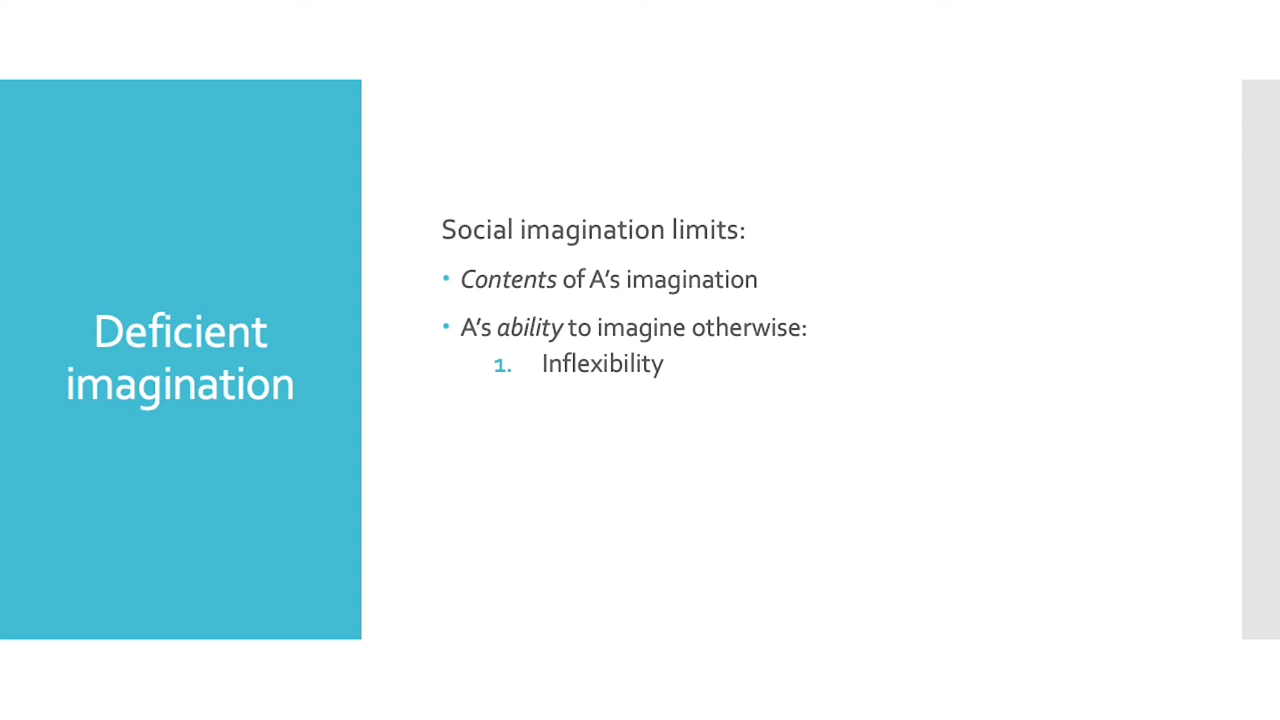 Deficient
imagination
Social imagination limits:
• Contents of A’s imagination
• A’s ability to imagine otherwise:
1. Inflexibility